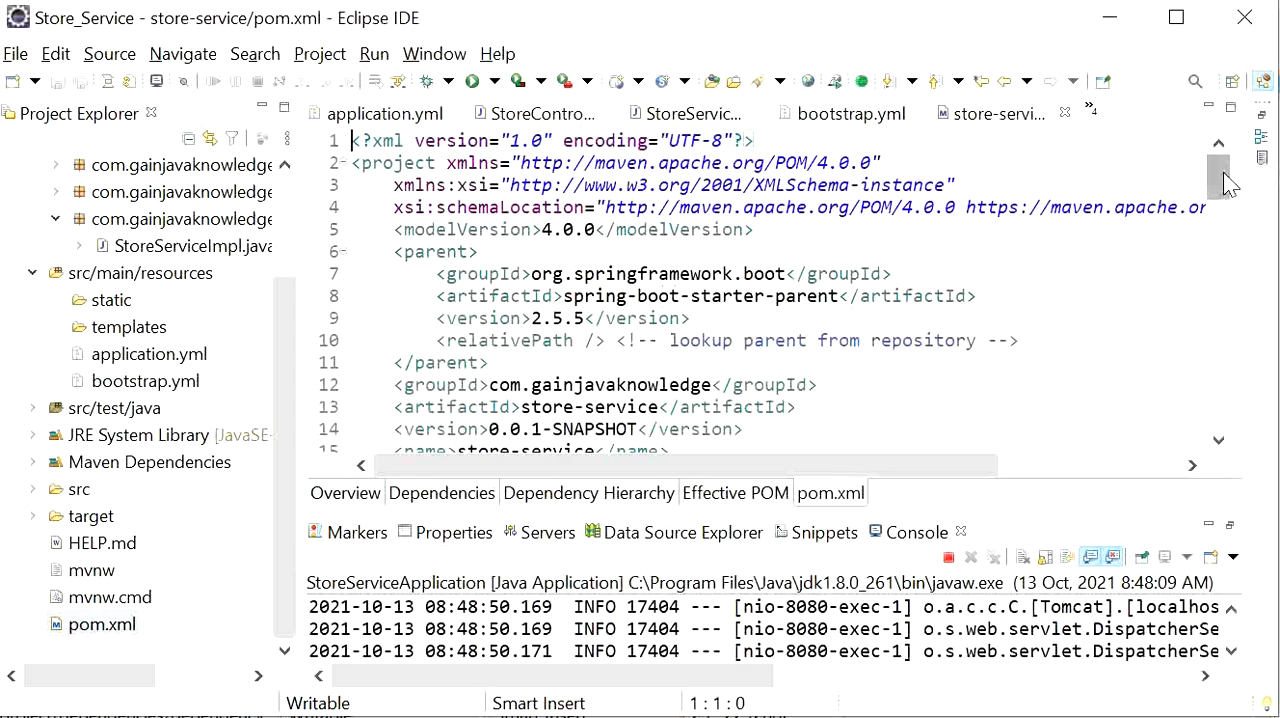 Store_Service - store-service/pom.xml - Eclipse IDE
File Edit Source Navigate Search Project Run Window Help
Project Explorer
application.yml StoreContro... StoreServic... bootstrap.yml store-servi... »4
com.gainjavaknowledge
com.gainjavaknowledge
com.gainjavaknowledge
StoreServiceImpl.java
src/main/resources
static
templates
application.yml
bootstrap.yml
src/test/java
JRE System Library [JavaSE-
Maven Dependencies
src
target
HELP.md
mvnw
mvnw.cmd
pom.xml
1 <?xml version="1.0" encoding="UTF-8"?>
2 <project xmlns="http://maven.apache.org/POM/4.0.0"
3 xmlns:xsi="http://www.w3.org/2001/XMLSchema-instance"
4 xsi:schemaLocation="http://maven.apache.org/POM/4.0.0 https://maven.apache.or
5 <modelVersion>4.0.0</modelVersion>
6 <parent>
7 <groupId>org.springframework.boot</groupId>
8 <artifactId>spring-boot-starter-parent</artifactId>
9 <version>2.5.5</version>
10 <relativePath /> <!-- lookup parent from repository -->
11 </parent>
12 <groupId>com.gainjavaknowledge</groupId>
13 <artifactId>store-service</artifactId>
14 <version>0.0.1-SNAPSHOT</version>
15 <name>store-service</name>
Overview Dependencies Dependency Hierarchy Effective POM pom.xml
Markers Properties Servers Data Source Explorer Snippets Console
StoreServiceApplication [Java Application] C:\Program Files\Java\jdk1.8.0_261\bin\javaw.exe (13 Oct, 2021 8:48:09 AM)
2021-10-13 08:48:50.169 INFO 17404 --- [nio-8080-exec-1] o.a.c.c.C.[Tomcat].[localhos
2021-10-13 08:48:50.169 INFO 17404 --- [nio-8080-exec-1] o.s.web.servlet.DispatcherSe
2021-10-13 08:48:50.171 INFO 17404 --- [nio-8080-exec-1] o.s.web.servlet.DispatcherSe
Writable Smart Insert 1 : 1 : 0